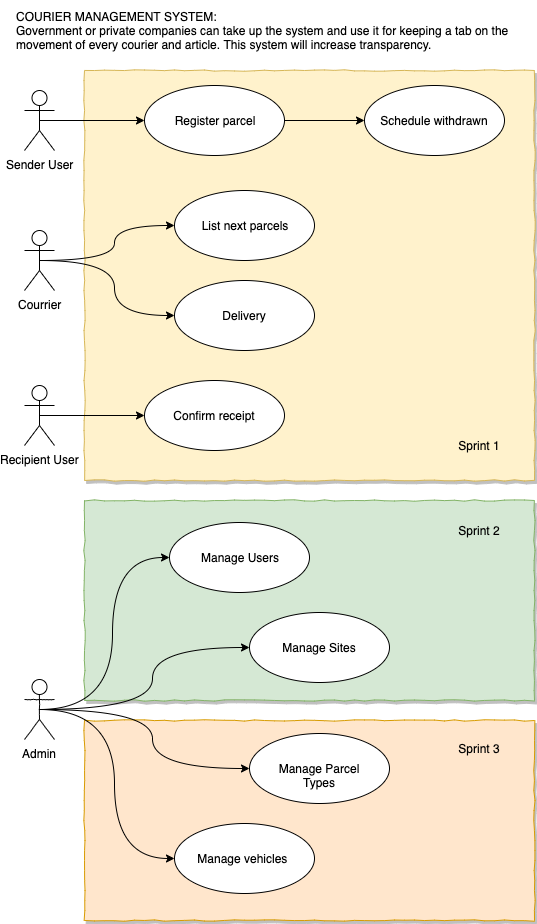 COURIER MANAGEMENT SYSTEM:
Government or private companies can take up the system and use it for keeping a tab on the
movement of every courier and article. This system will increase transparency.
Register parcel
Schedule withdrawn
Sender User
List next parcels
Courrier
Delivery
Confirm receipt
Recipient User
Sprint 1
Sprint 2
Manage Users
Manage Sites
Admin
Sprint 3
Manage Parcel
Types
Manage vehicles